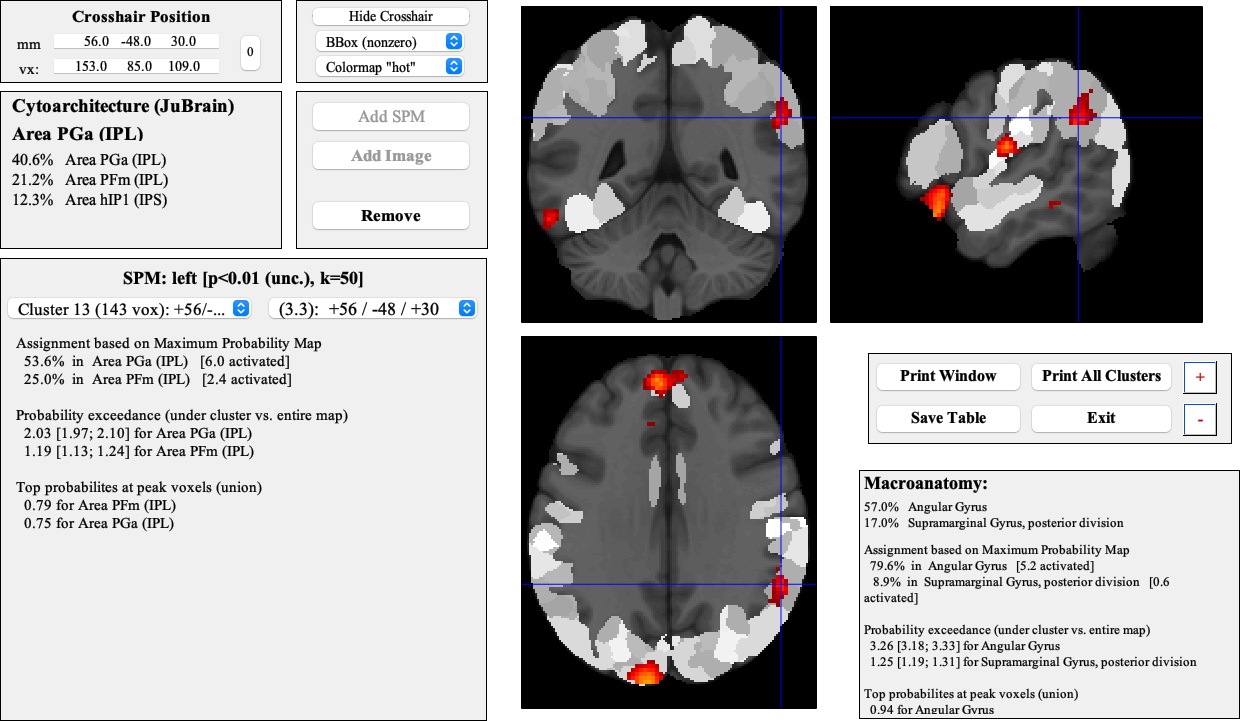 Crosshair Position
mm 56.0 -48.0 30.0
vx: 153.0 85.0 109.0
0
Hide Crosshair
BBox (nonzero)
Colormap "hot"
Cytoarchitecture (JuBrain)
Area PGa (IPL)
40.6% Area PGa (IPL)
21.2% Area PFm (IPL)
12.3% Area hIP1 (IPS)
Add SPM
Add Image
Remove
SPM: left [p<0.01 (unc.), k=50]
Cluster 13 (143 vox): +56/-...
(3.3): +56 / -48 / +30
Assignment based on Maximum Probability Map
53.6% in Area PGa (IPL) [6.0 activated]
25.0% in Area PFm (IPL) [2.4 activated]
Probability exceedance (under cluster vs. entire map)
2.03 [1.97; 2.10] for Area PGa (IPL)
1.19 [1.13; 1.24] for Area PFm (IPL)
Top probabilites at peak voxels (union)
0.79 for Area PFm (IPL)
0.75 for Area PGa (IPL)
Print Window
Print All Clusters
+
Save Table
Exit
-
Macroanatomy:
57.0% Angular Gyrus
17.0% Supramarginal Gyrus, posterior division
Assignment based on Maximum Probability Map
79.6% in Angular Gyrus [5.2 activated]
8.9% in Supramarginal Gyrus, posterior division [0.6
activated]
Probability exceedance (under cluster vs. entire map)
3.26 [3.18; 3.33] for Angular Gyrus
1.25 [1.19; 1.31] for Supramarginal Gyrus, posterior division
Top probabilites at peak voxels (union)
0.94 for Angular Gyrus